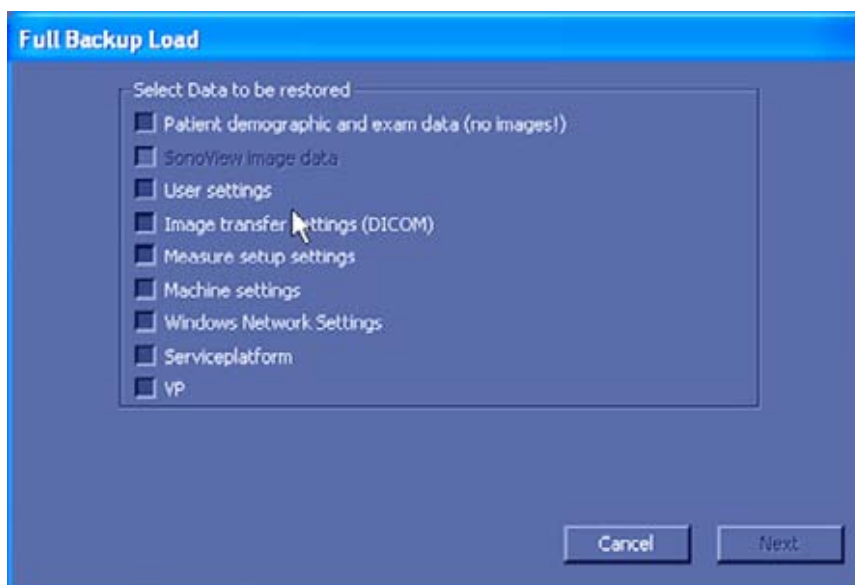 Full Backup Load
Select Data to be restored
Patient demographic and exam data (no images!)
SonoView image data
User settings
Image transfer settings (DICOM)
Measure setup settings
Machine settings
Windows Network Settings
Serviceplatform
VP
Cancel
Next